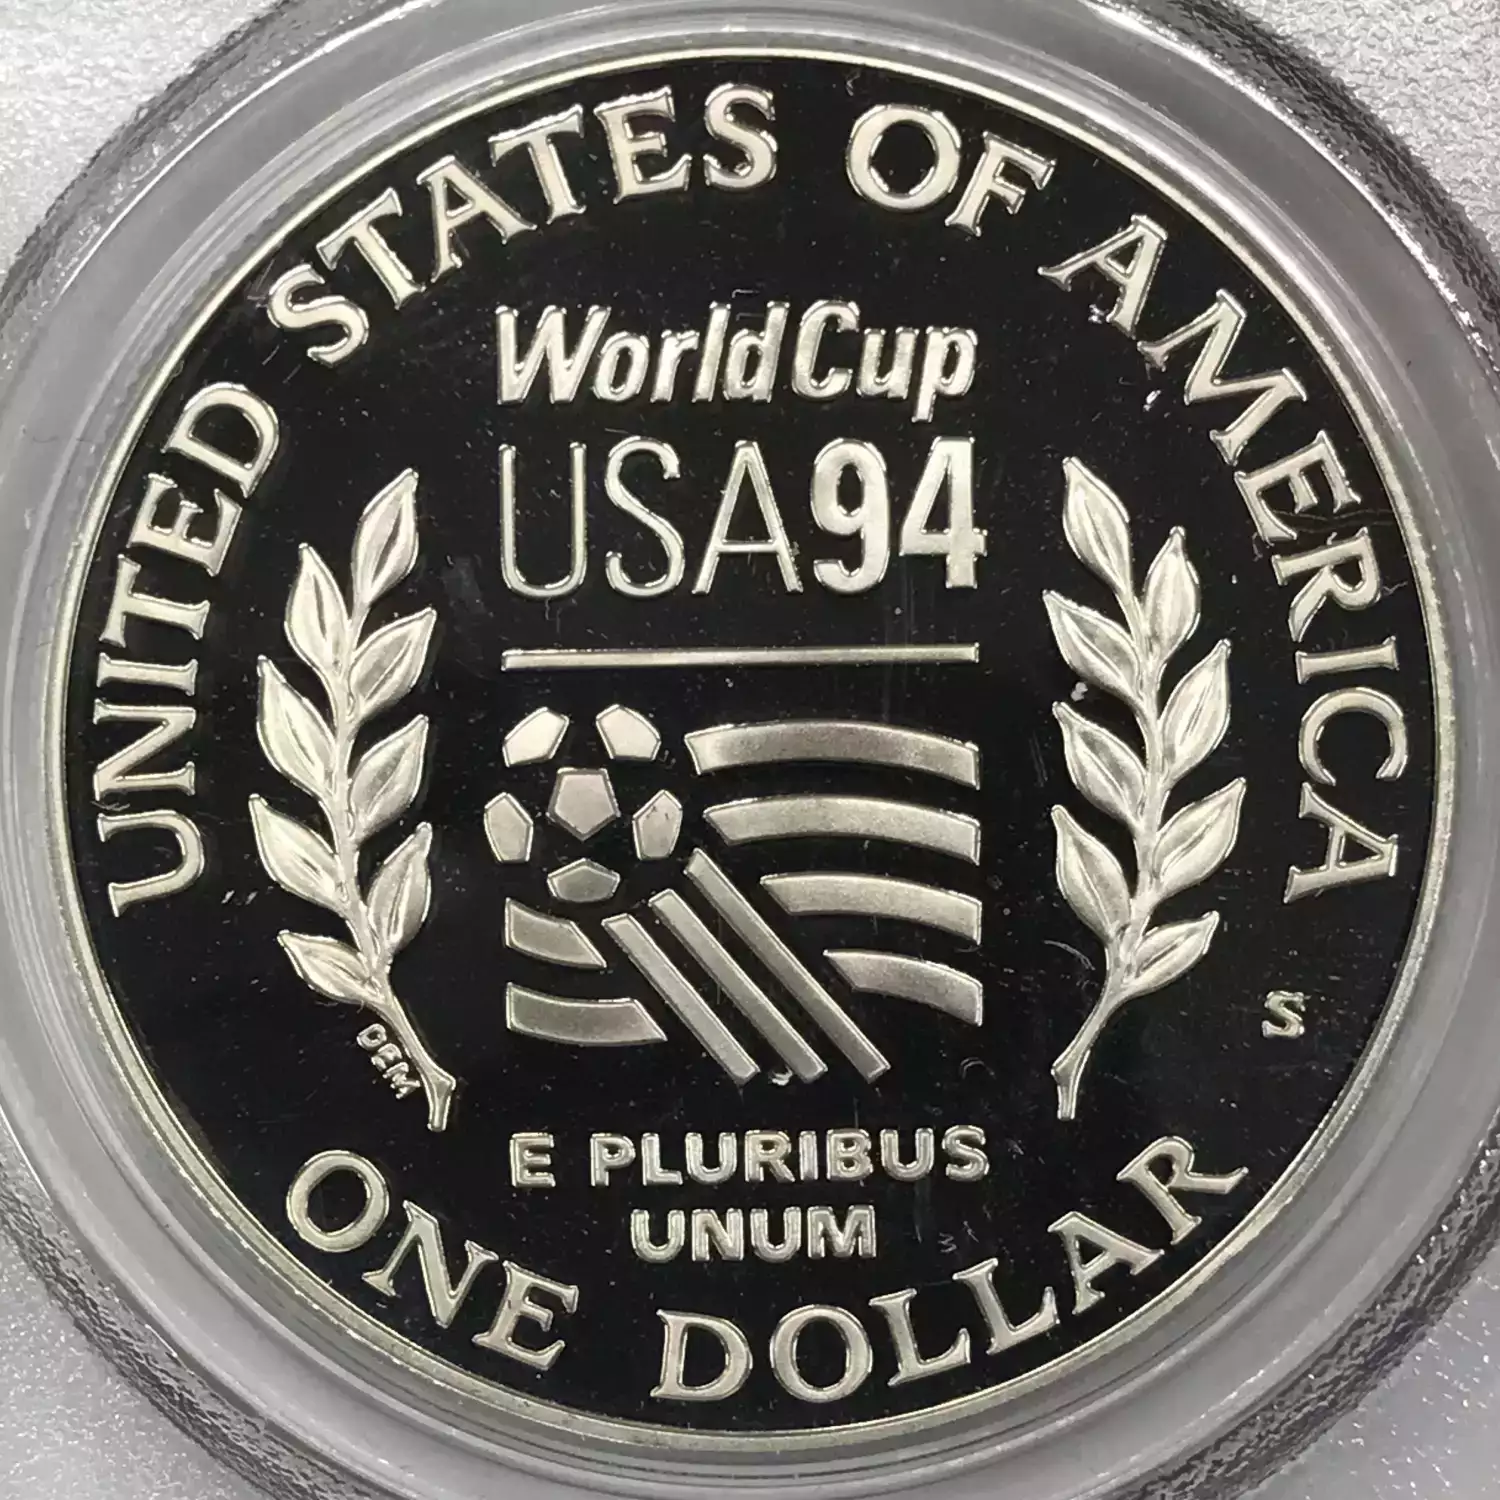 UNITED STATES OF AMERICA
WorldCup
USA94
DEM
S
E PLURIBUS
UNUM
ONE DOLLAR